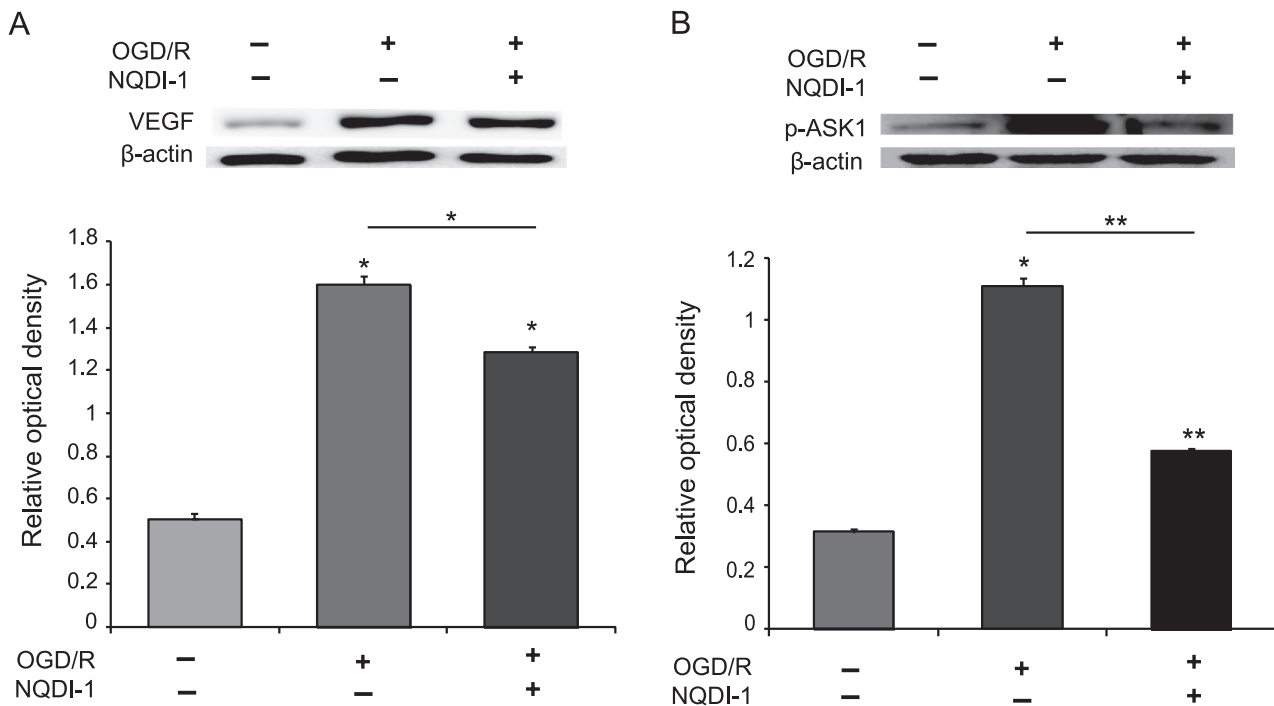 A
OGD/R − + +
NQDI-1 − − +
VEGF
β-actin
*
1.8
1.6
1.4
1.2
1
0.8
0.6
0.4
0.2
0
Relative optical density
*
*
OGD/R − + +
NQDI-1 − − +
B
OGD/R − + +
NQDI-1 − − +
p-ASK1
β-actin
**
1.2
1
0.8
0.6
0.4
0.2
0
Relative optical density
*
**
OGD/R − + +
NQDI-1 − − +